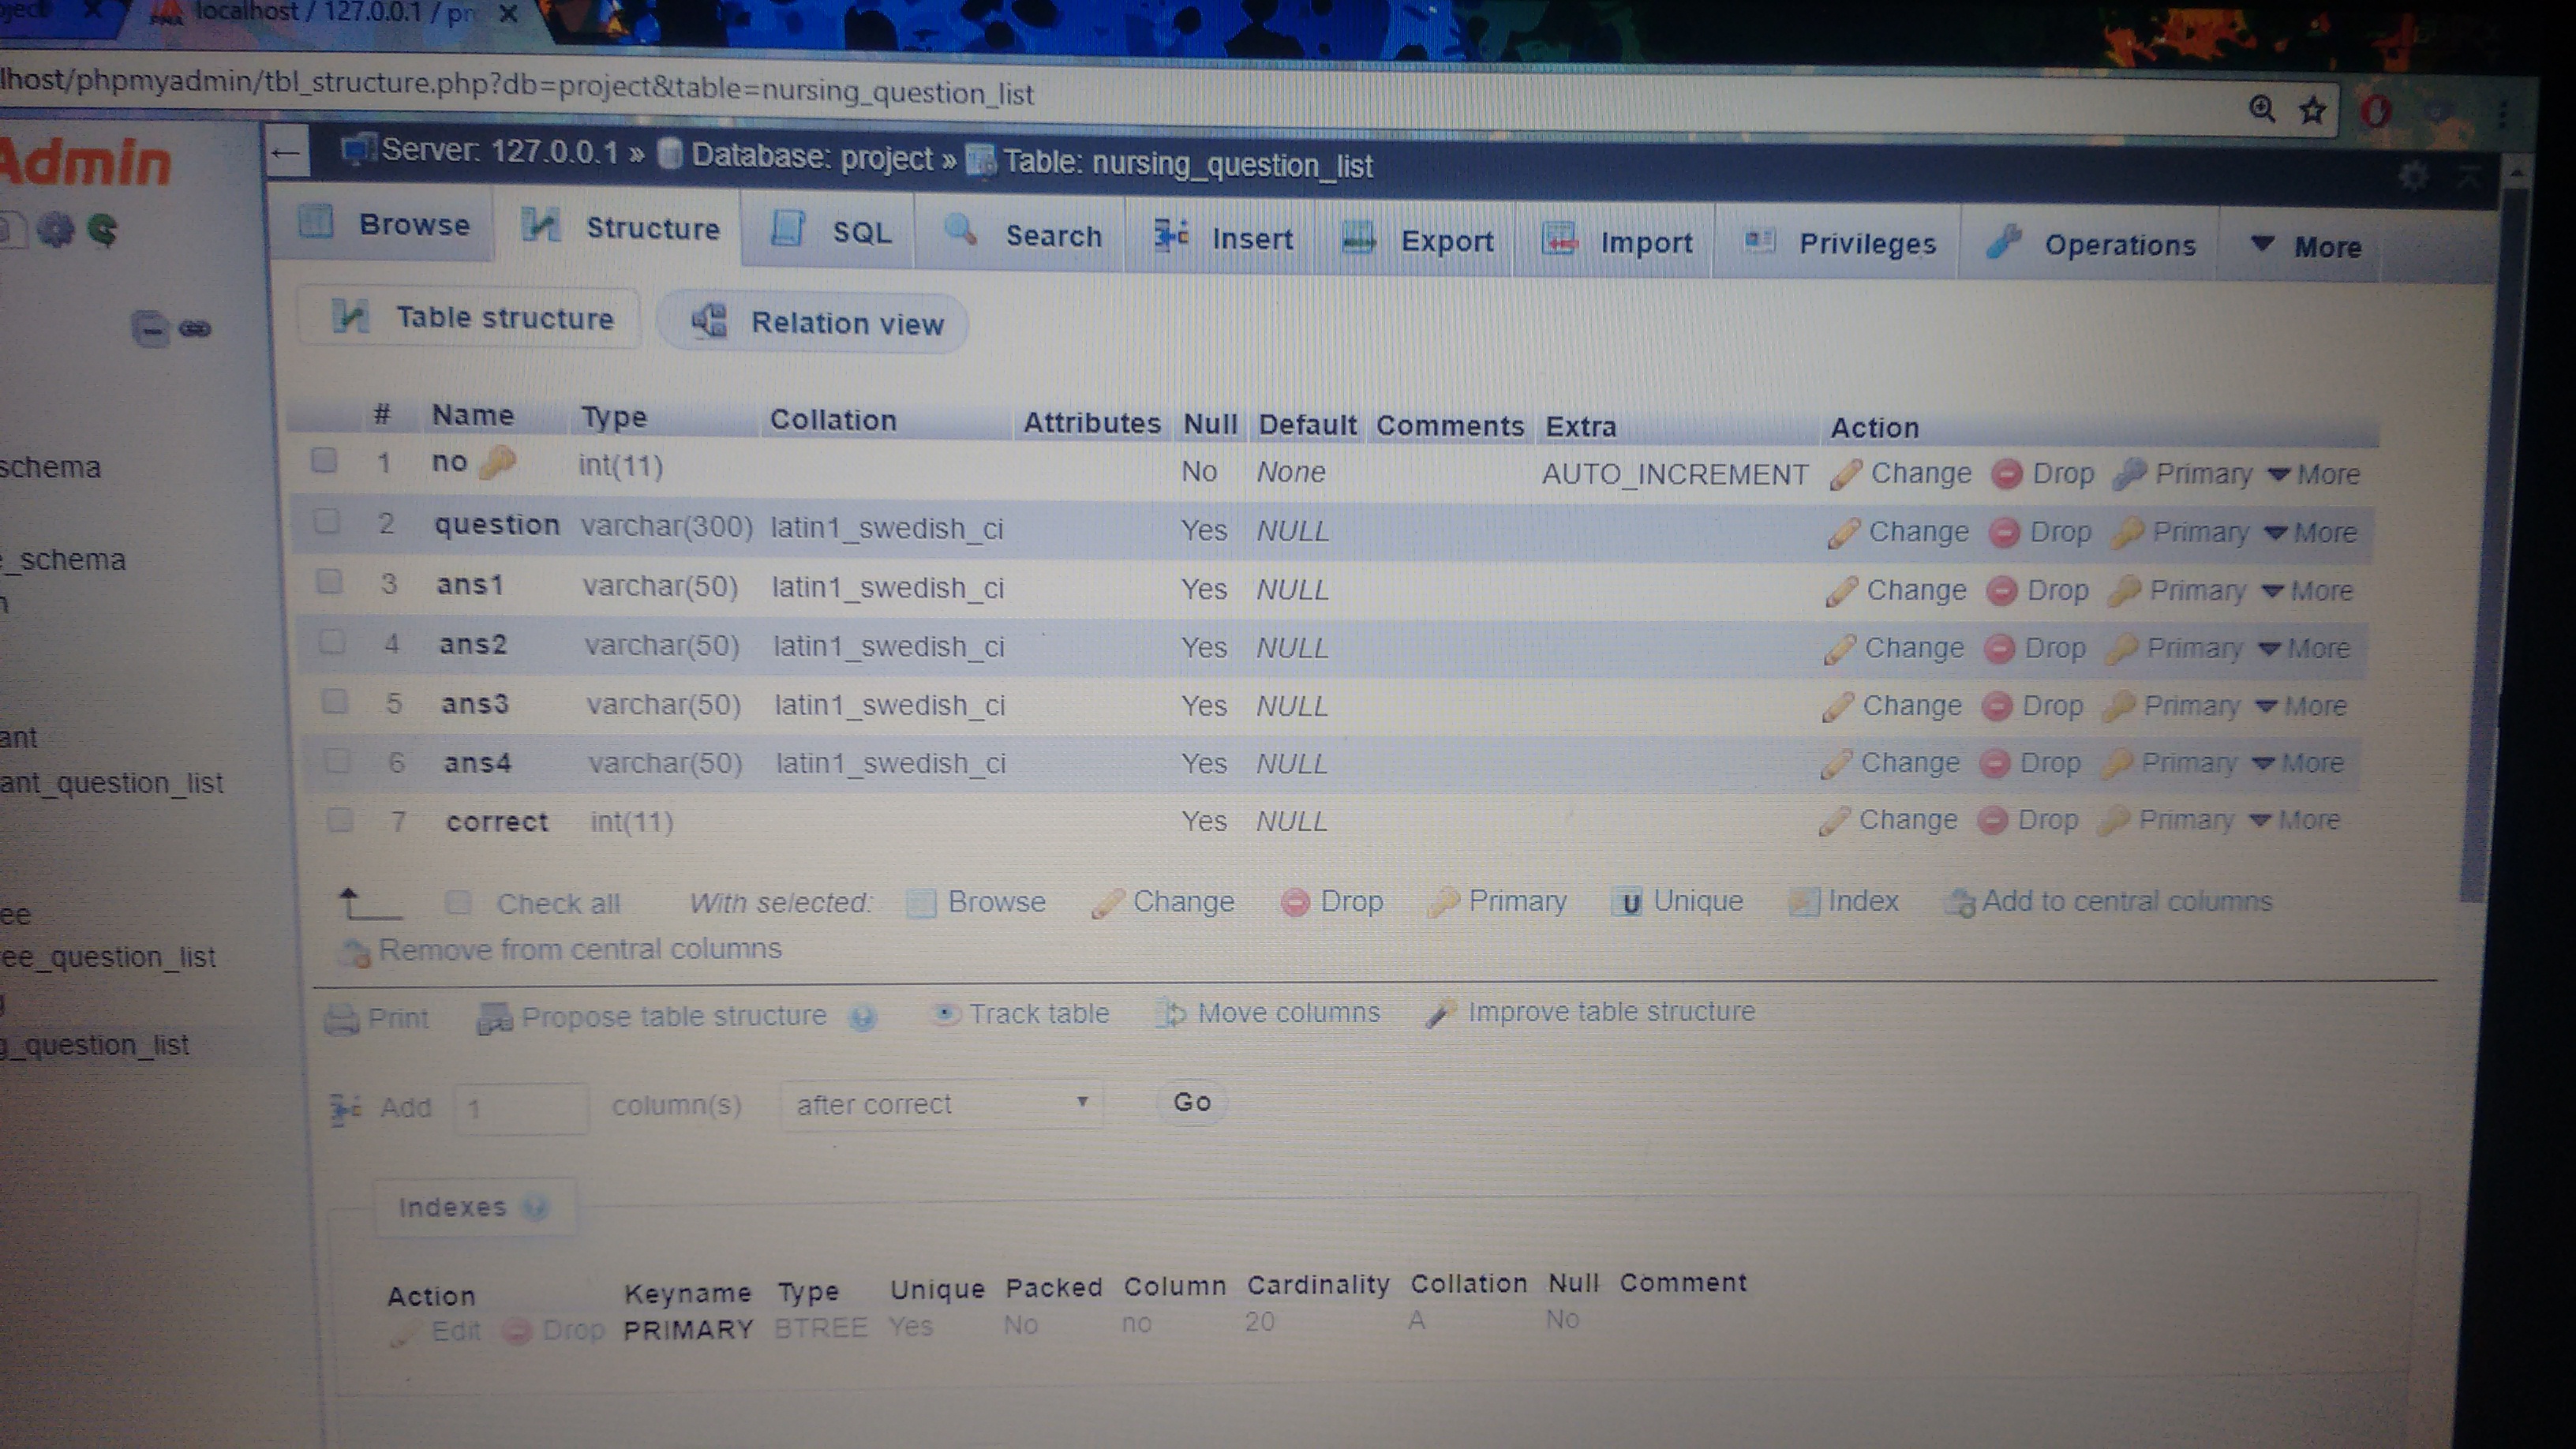 localhost / 127.0.0.1 / pr
lhost/phpmyadmin/tbl_structure.php?db=project&table=nursing_question_list
Admin
Server: 127.0.0.1 » Database: project » Table: nursing_question_list
Browse Structure SQL Search Insert Export Import Privileges Operations More
Table structure Relation view
# Name Type Collation Attributes Null Default Comments Extra Action
1 no int(11) No None AUTO_INCREMENT Change Drop Primary More
2 question varchar(300) latin1_swedish_ci Yes NULL Change Drop Primary More
3 ans1 varchar(50) latin1_swedish_ci Yes NULL Change Drop Primary More
4 ans2 varchar(50) latin1_swedish_ci Yes NULL Change Drop Primary More
5 ans3 varchar(50) latin1_swedish_ci Yes NULL Change Drop Primary More
6 ans4 varchar(50) latin1_swedish_ci Yes NULL Change Drop Primary More
7 correct int(11) Yes NULL Change Drop Primary More
Check all With selected: Browse Change Drop Primary Unique Index Add to central columns
Remove from central columns
Print Propose table structure Track table Move columns Improve table structure
Add 1 column(s) after correct Go
Indexes
Action Keyname Type Unique Packed Column Cardinality Collation Null Comment
Edit Drop PRIMARY BTREE Yes No no 20 A No
schema
_schema
ant
ant_question_list
ee
ee_question_list
g_question_list